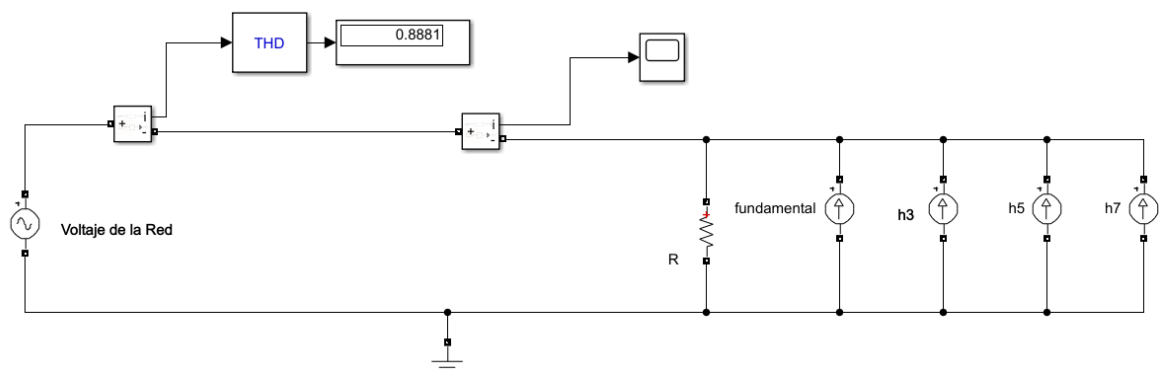 THD
0.8881
i
+
-
i
+
-
Voltaje de la Red
R
+
fundamental
+
h3
+
h5
+
h7
+